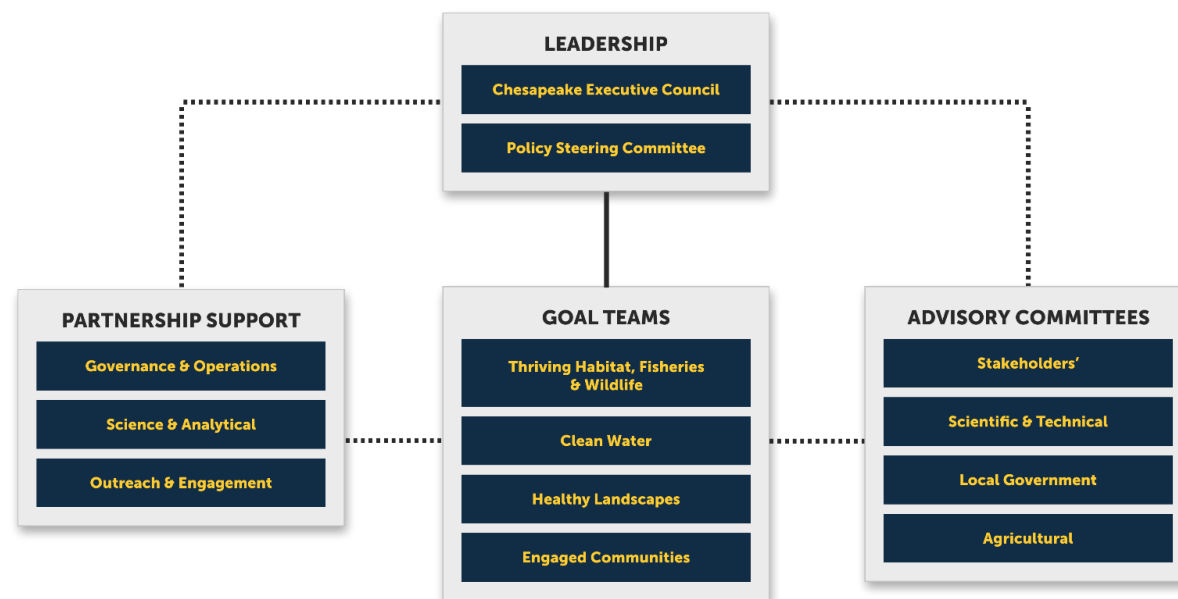 LEADERSHIP
Chesapeake Executive Council
Policy Steering Committee
PARTNERSHIP SUPPORT
Governance & Operations
Science & Analytical
Outreach & Engagement
GOAL TEAMS
Thriving Habitat, Fisheries
& Wildlife
Clean Water
Healthy Landscapes
Engaged Communities
ADVISORY COMMITTEES
Stakeholders’
Scientific & Technical
Local Government
Agricultural